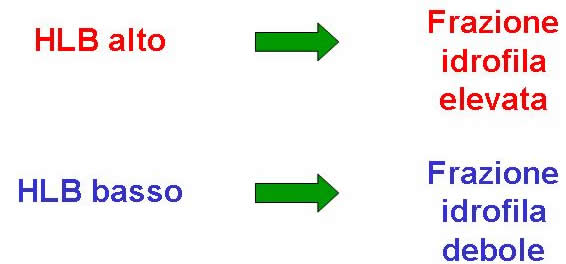 HLB alto
Frazione
idrofila
elevata
HLB basso
Frazione
idrofila
debole